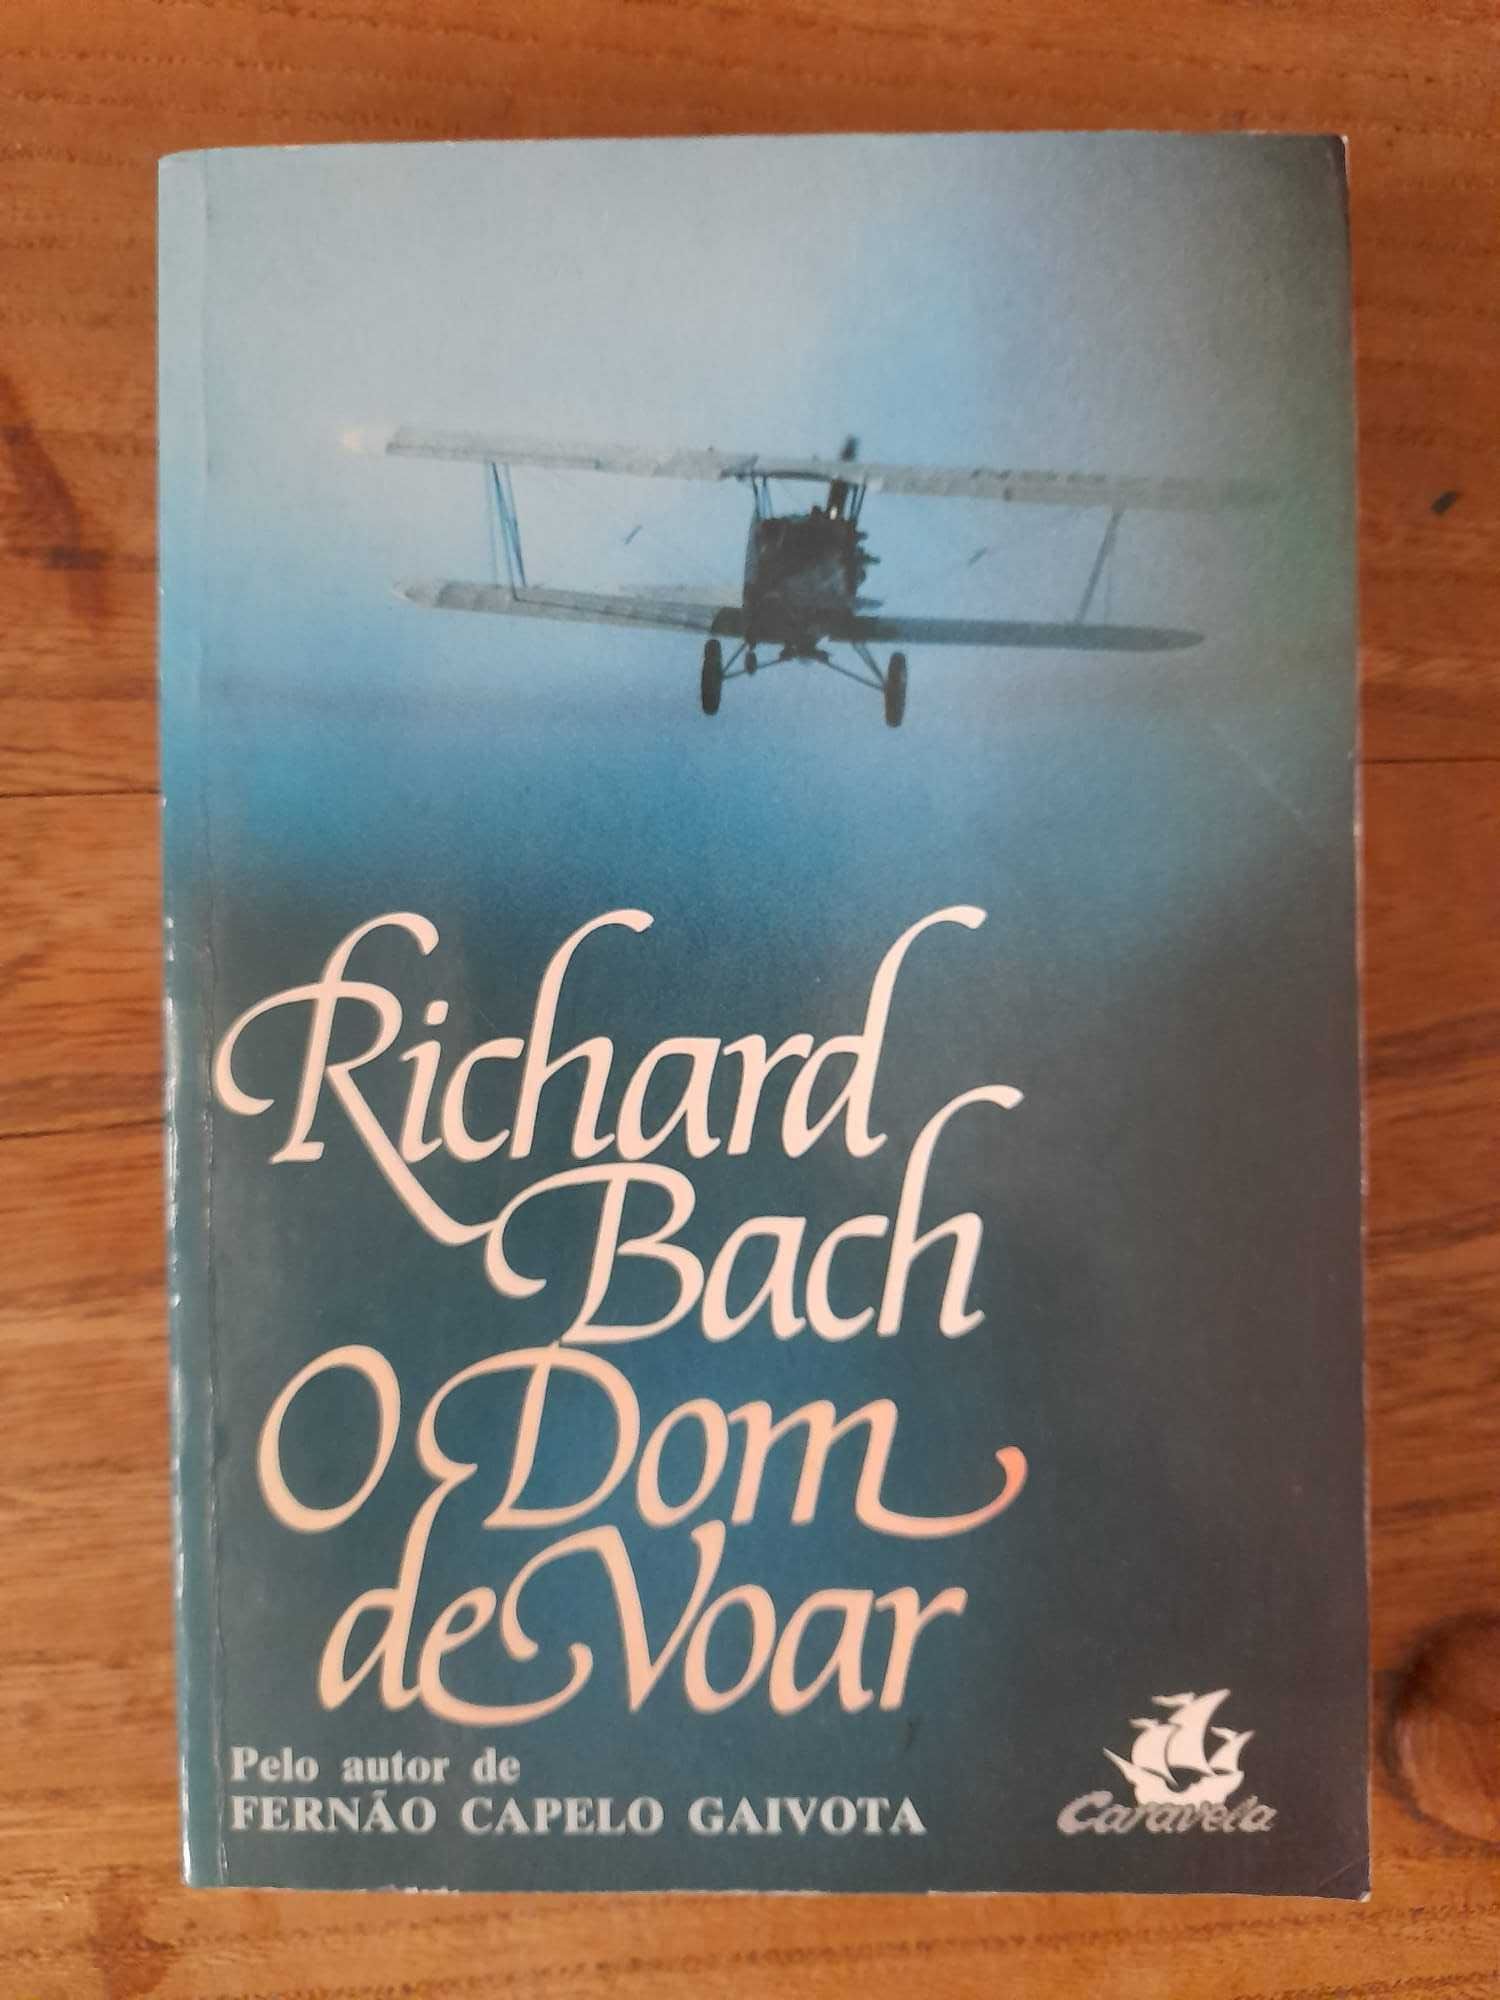 Richard
Bach
O Dom
de Voar
Pelo autor de
FERNÃO CAPELO GAIVOTA
Caravela